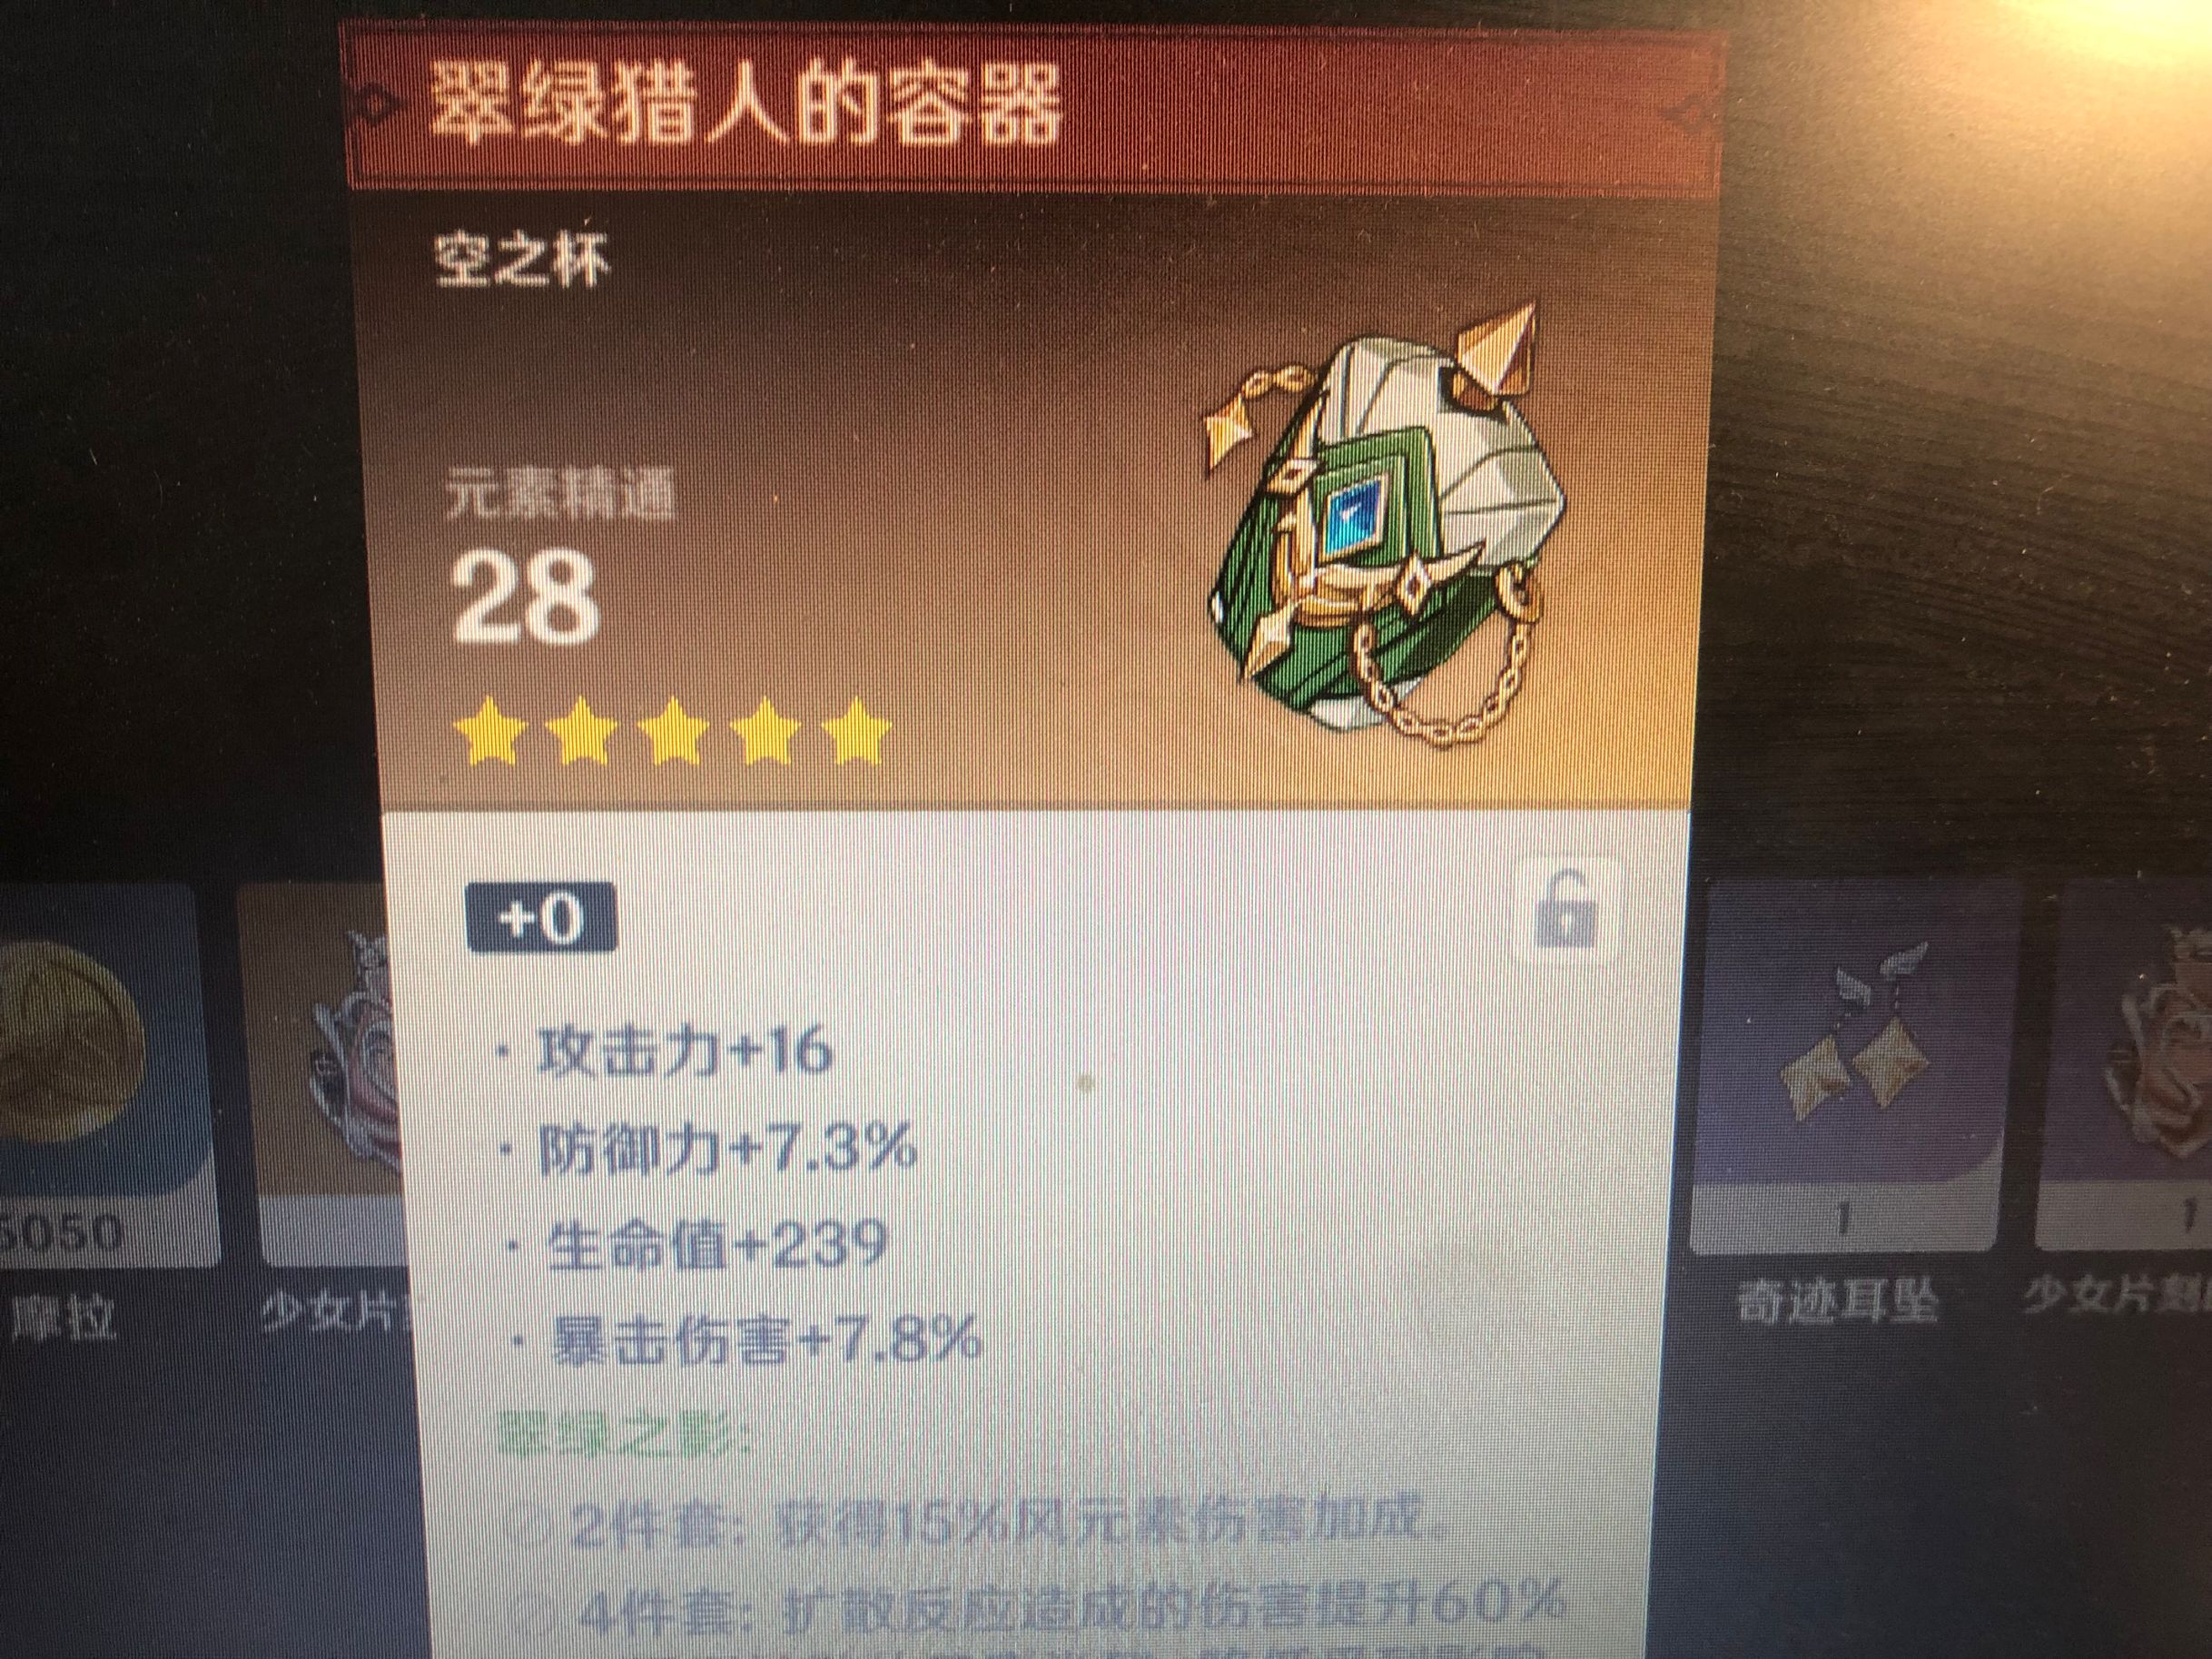 翠绿猎人的容器
空之杯
元素精通
28
+0
·攻击力+16
·防御力+7.3%
·生命值+239
·暴击伤害+7.8%
翠绿之影:
2件套: 获得15%风元素伤害加成。
4件套: 扩散反应造成的伤害提升60%
5050
1
1
摩拉
少女片
奇迹耳坠
少女片刻